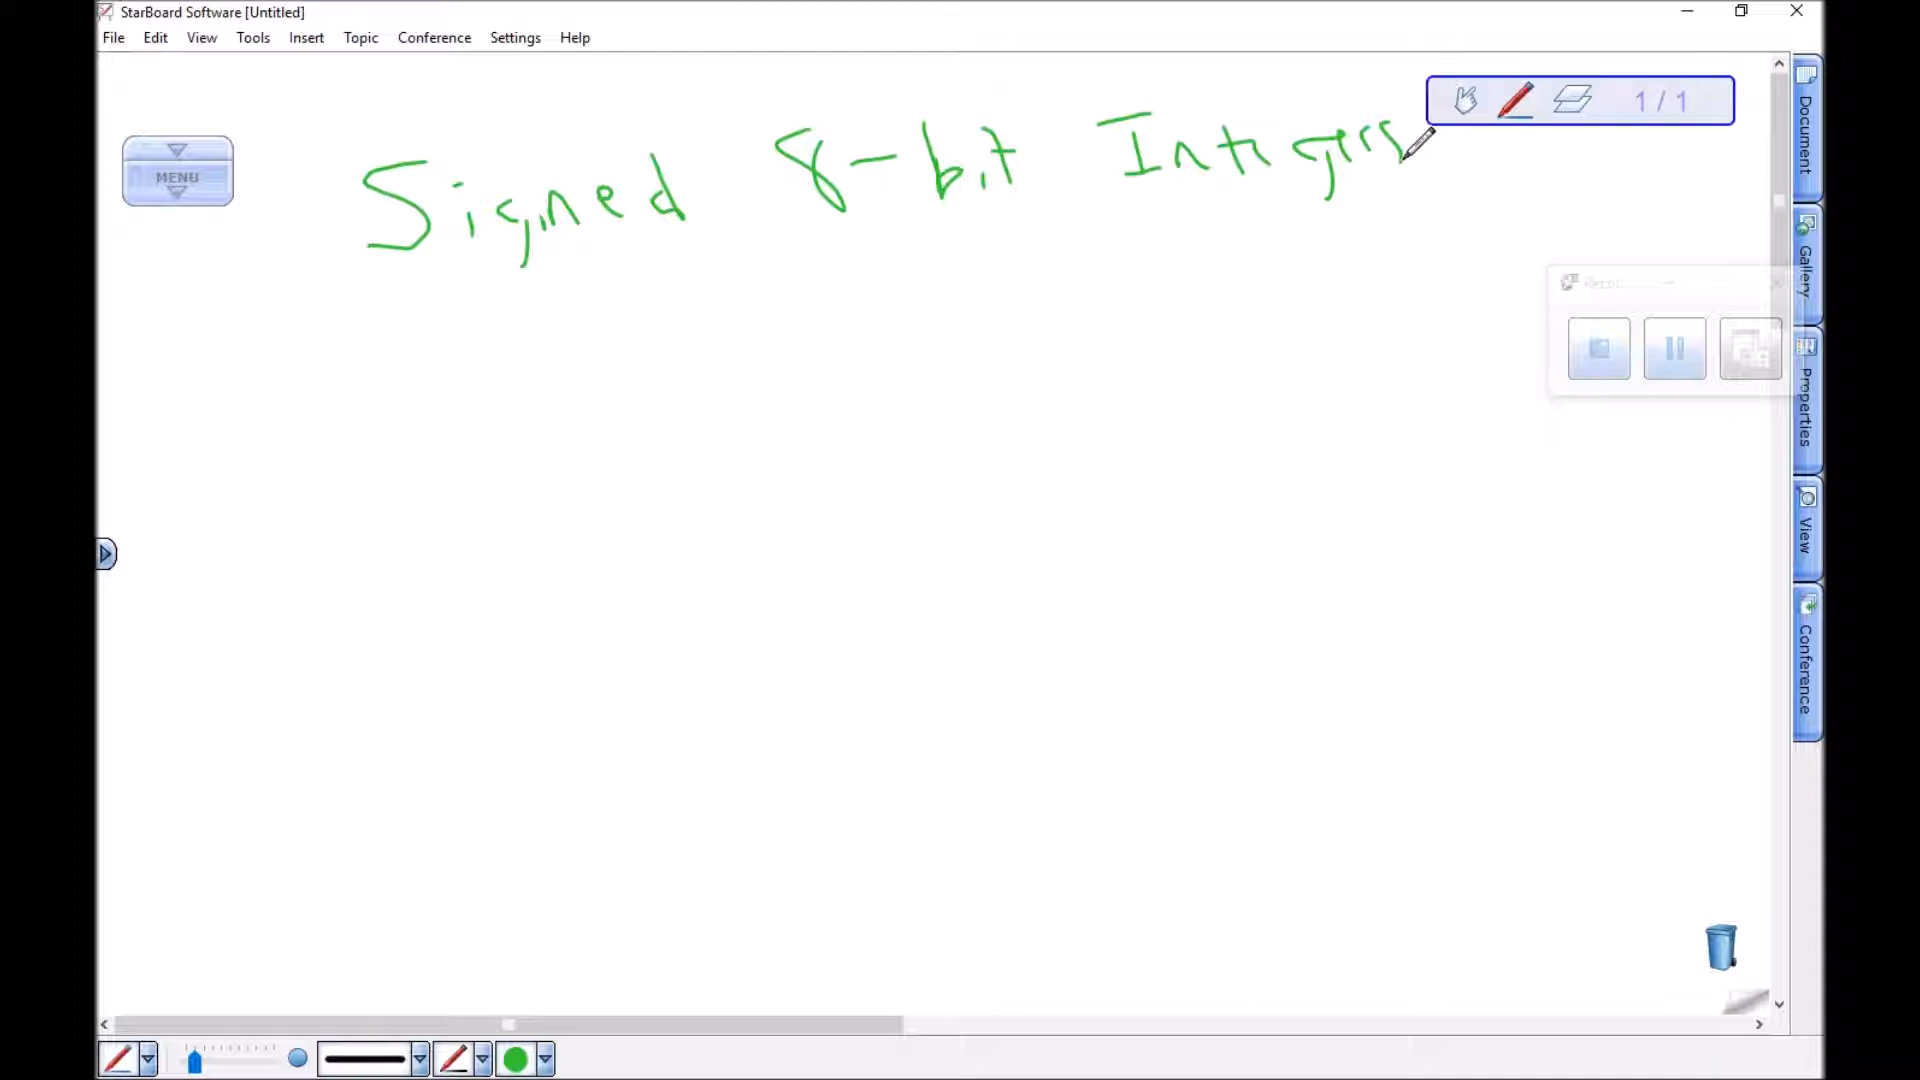 StarBoard Software [Untitled]
File Edit View Tools Insert Topic Conference Settings Help
1 / 1
MENU
Signed 8-bit Integers
Document
Gallery
Properties
View
Conference